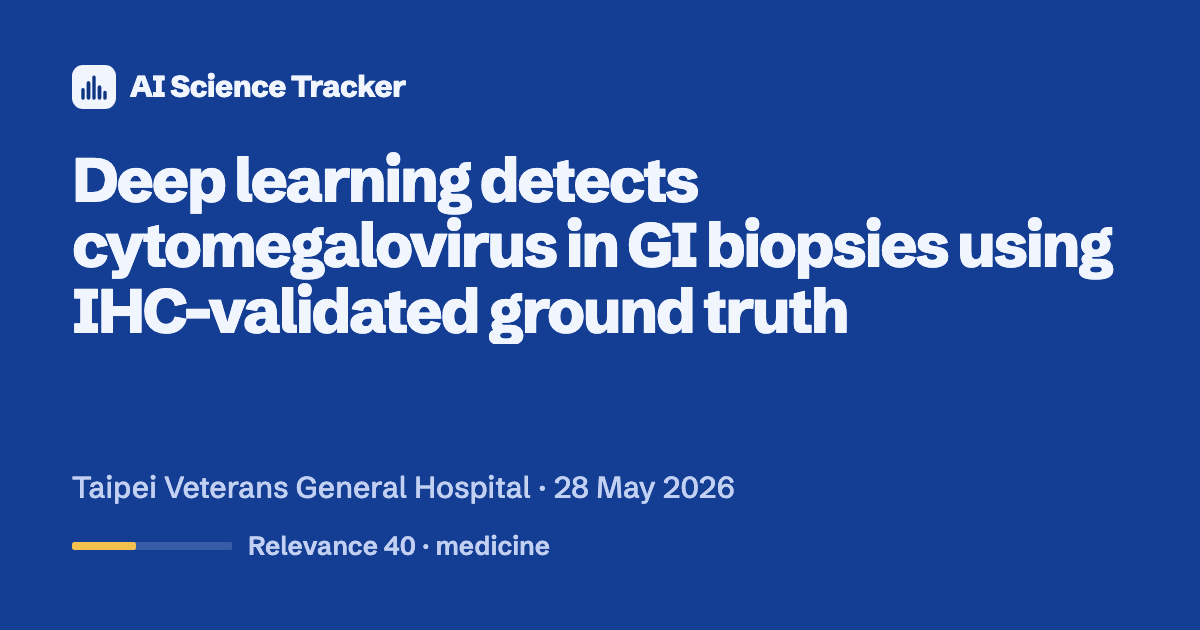 AI Science Tracker
Deep learning detects
cytomegalovirus in GI biopsies using
IHC-validated ground truth
Taipei Veterans General Hospital · 28 May 2026
Relevance 40 · medicine